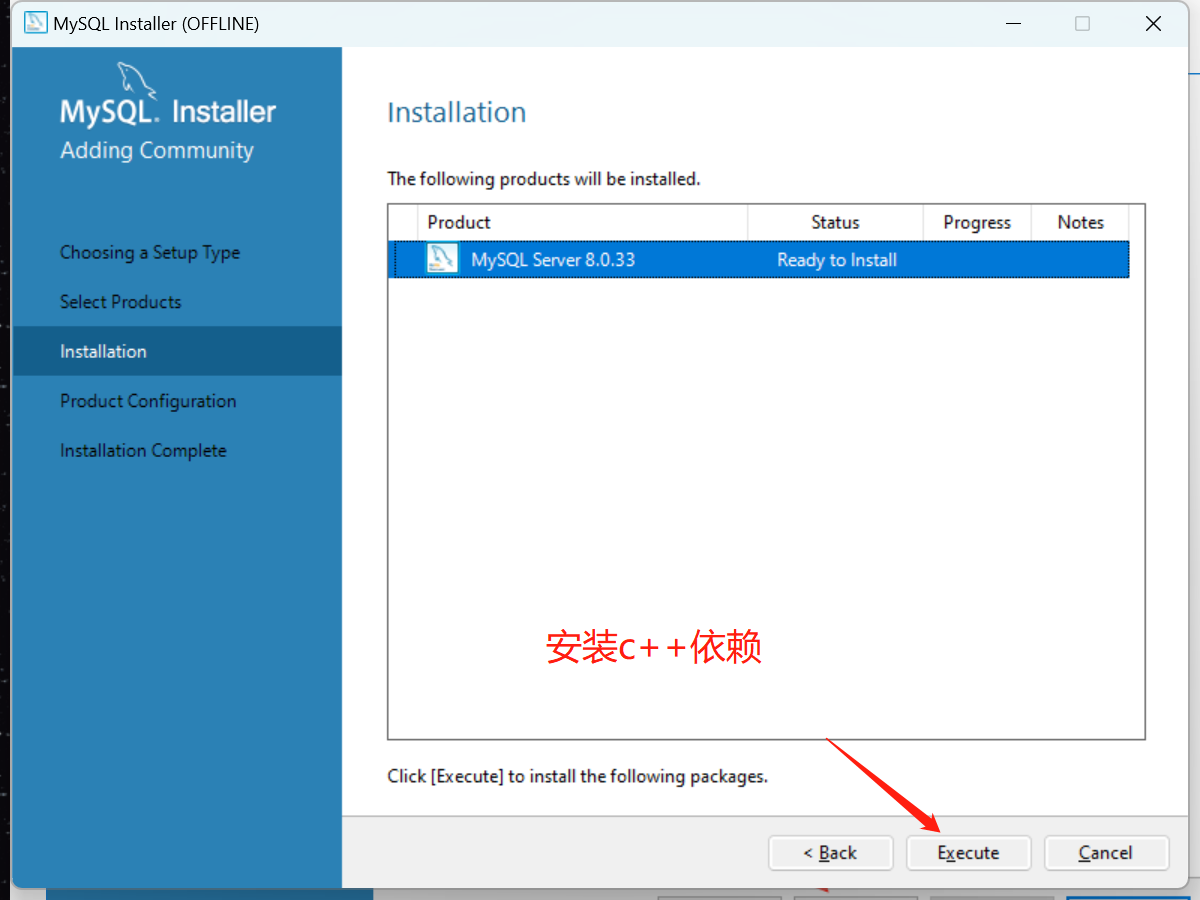 MySQL Installer (OFFLINE)
MySQL. Installer
Adding Community
Choosing a Setup Type
Select Products
Installation
Product Configuration
Installation Complete
Installation
The following products will be installed.
Product Status Progress Notes
MySQL Server 8.0.33 Ready to Install
安装c++依赖
Click [Execute] to install the following packages.
< Back Execute Cancel